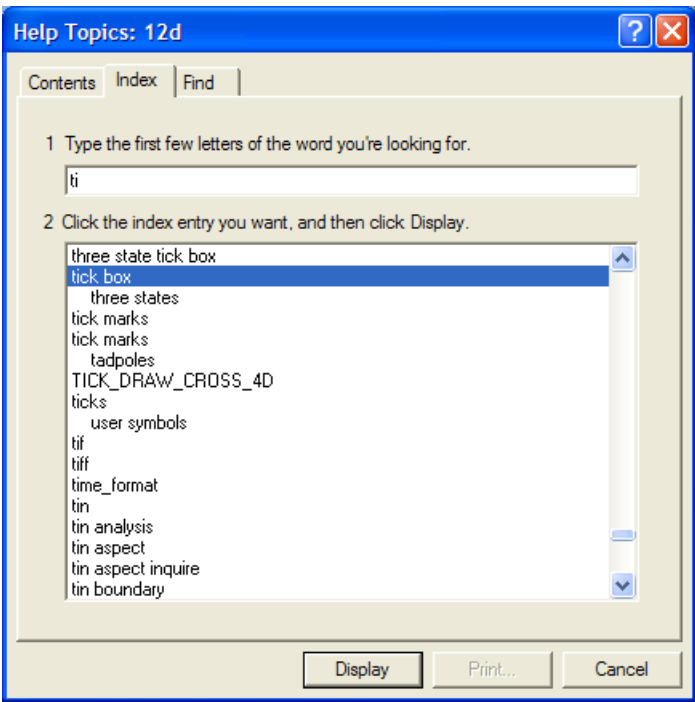 Help Topics: 12d
Contents Index Find
1 Type the first few letters of the word you're looking for.
ti
2 Click the index entry you want, and then click Display.
three state tick box
tick box
three states
tick marks
tick marks
tadpoles
TICK_DRAW_CROSS_4D
ticks
user symbols
tif
tiff
time_format
tin
tin analysis
tin aspect
tin aspect inquire
tin boundary
Display Print... Cancel